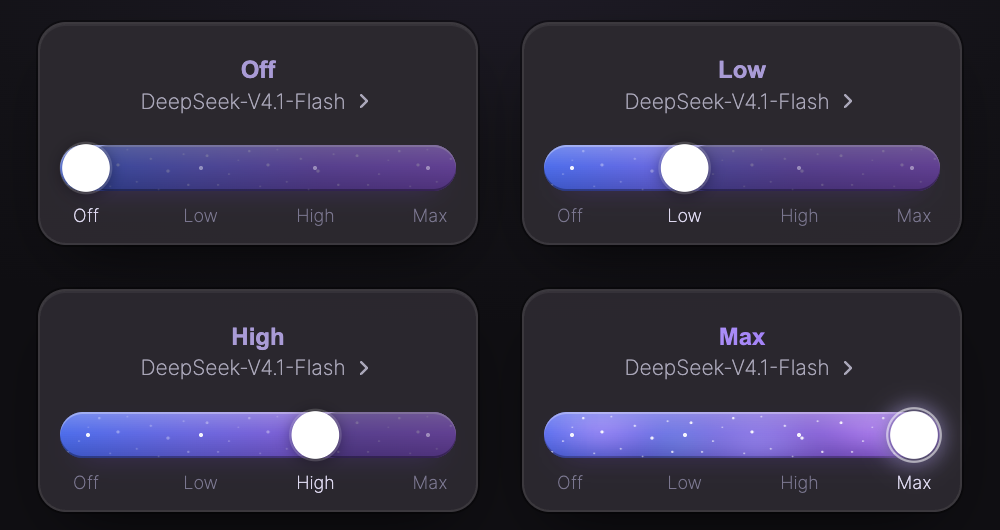 Off
DeepSeek-V4.1-Flash
Off Low High Max
Low
DeepSeek-V4.1-Flash
Off Low High Max
High
DeepSeek-V4.1-Flash
Off Low High Max
Max
DeepSeek-V4.1-Flash
Off Low High Max